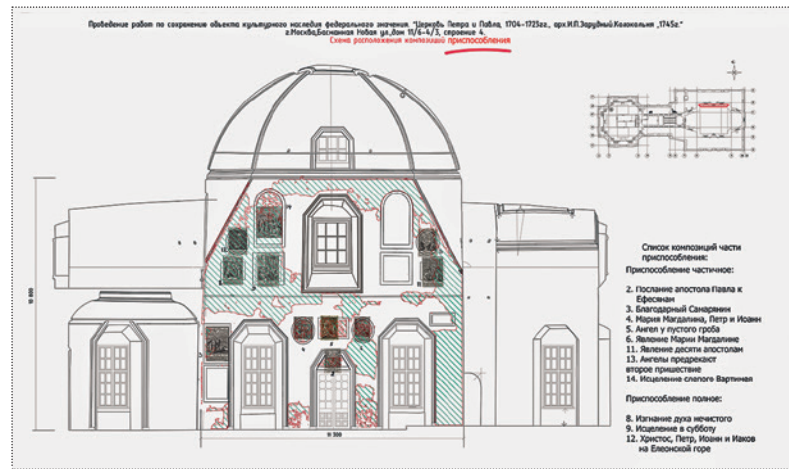 Проведение работ по сохранению объекта культурного наследия федерального значения. "Церковь Петра и Павла, 1704-1723гг., арх.И.П.Зарудный.Колокольня ,1745г."
г.Москва,Басманная Новая ул.,дом 11/6-4/3, строение 4.
Схема расположения композиций приспособления
Список композиций части
приспособления:
Приспособление частичное:
2. Послание апостола Павла к
Ефесянам
3. Благодарный Самарянин
4. Мария Магдалина, Петр и Иоанн
5. Ангел у пустого гроба
6. Явление Марии Магдалине
11. Явление десяти апостолам
13. Ангелы предрекают
второе пришествие
14. Исцеление слепого Вартимая
Приспособление полное:
8. Изгнание духа нечистого
9. Исцеление в субботу
12. Христос, Петр, Иоанн и Иаков
на Елеонской горе